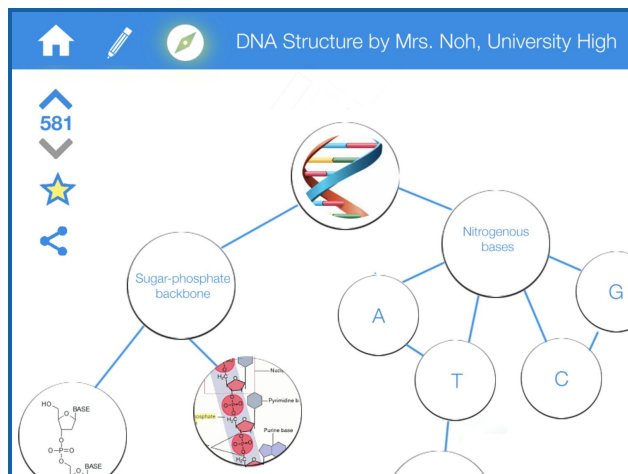 DNA Structure by Mrs. Noh, University High
581
Nitrogenous
bases
Sugar-phosphate
backbone
A
G
T
C
HO
BASE
O
O
O=P-O
O
BASE
O
H₂C
Pyrimidine b
Purine base